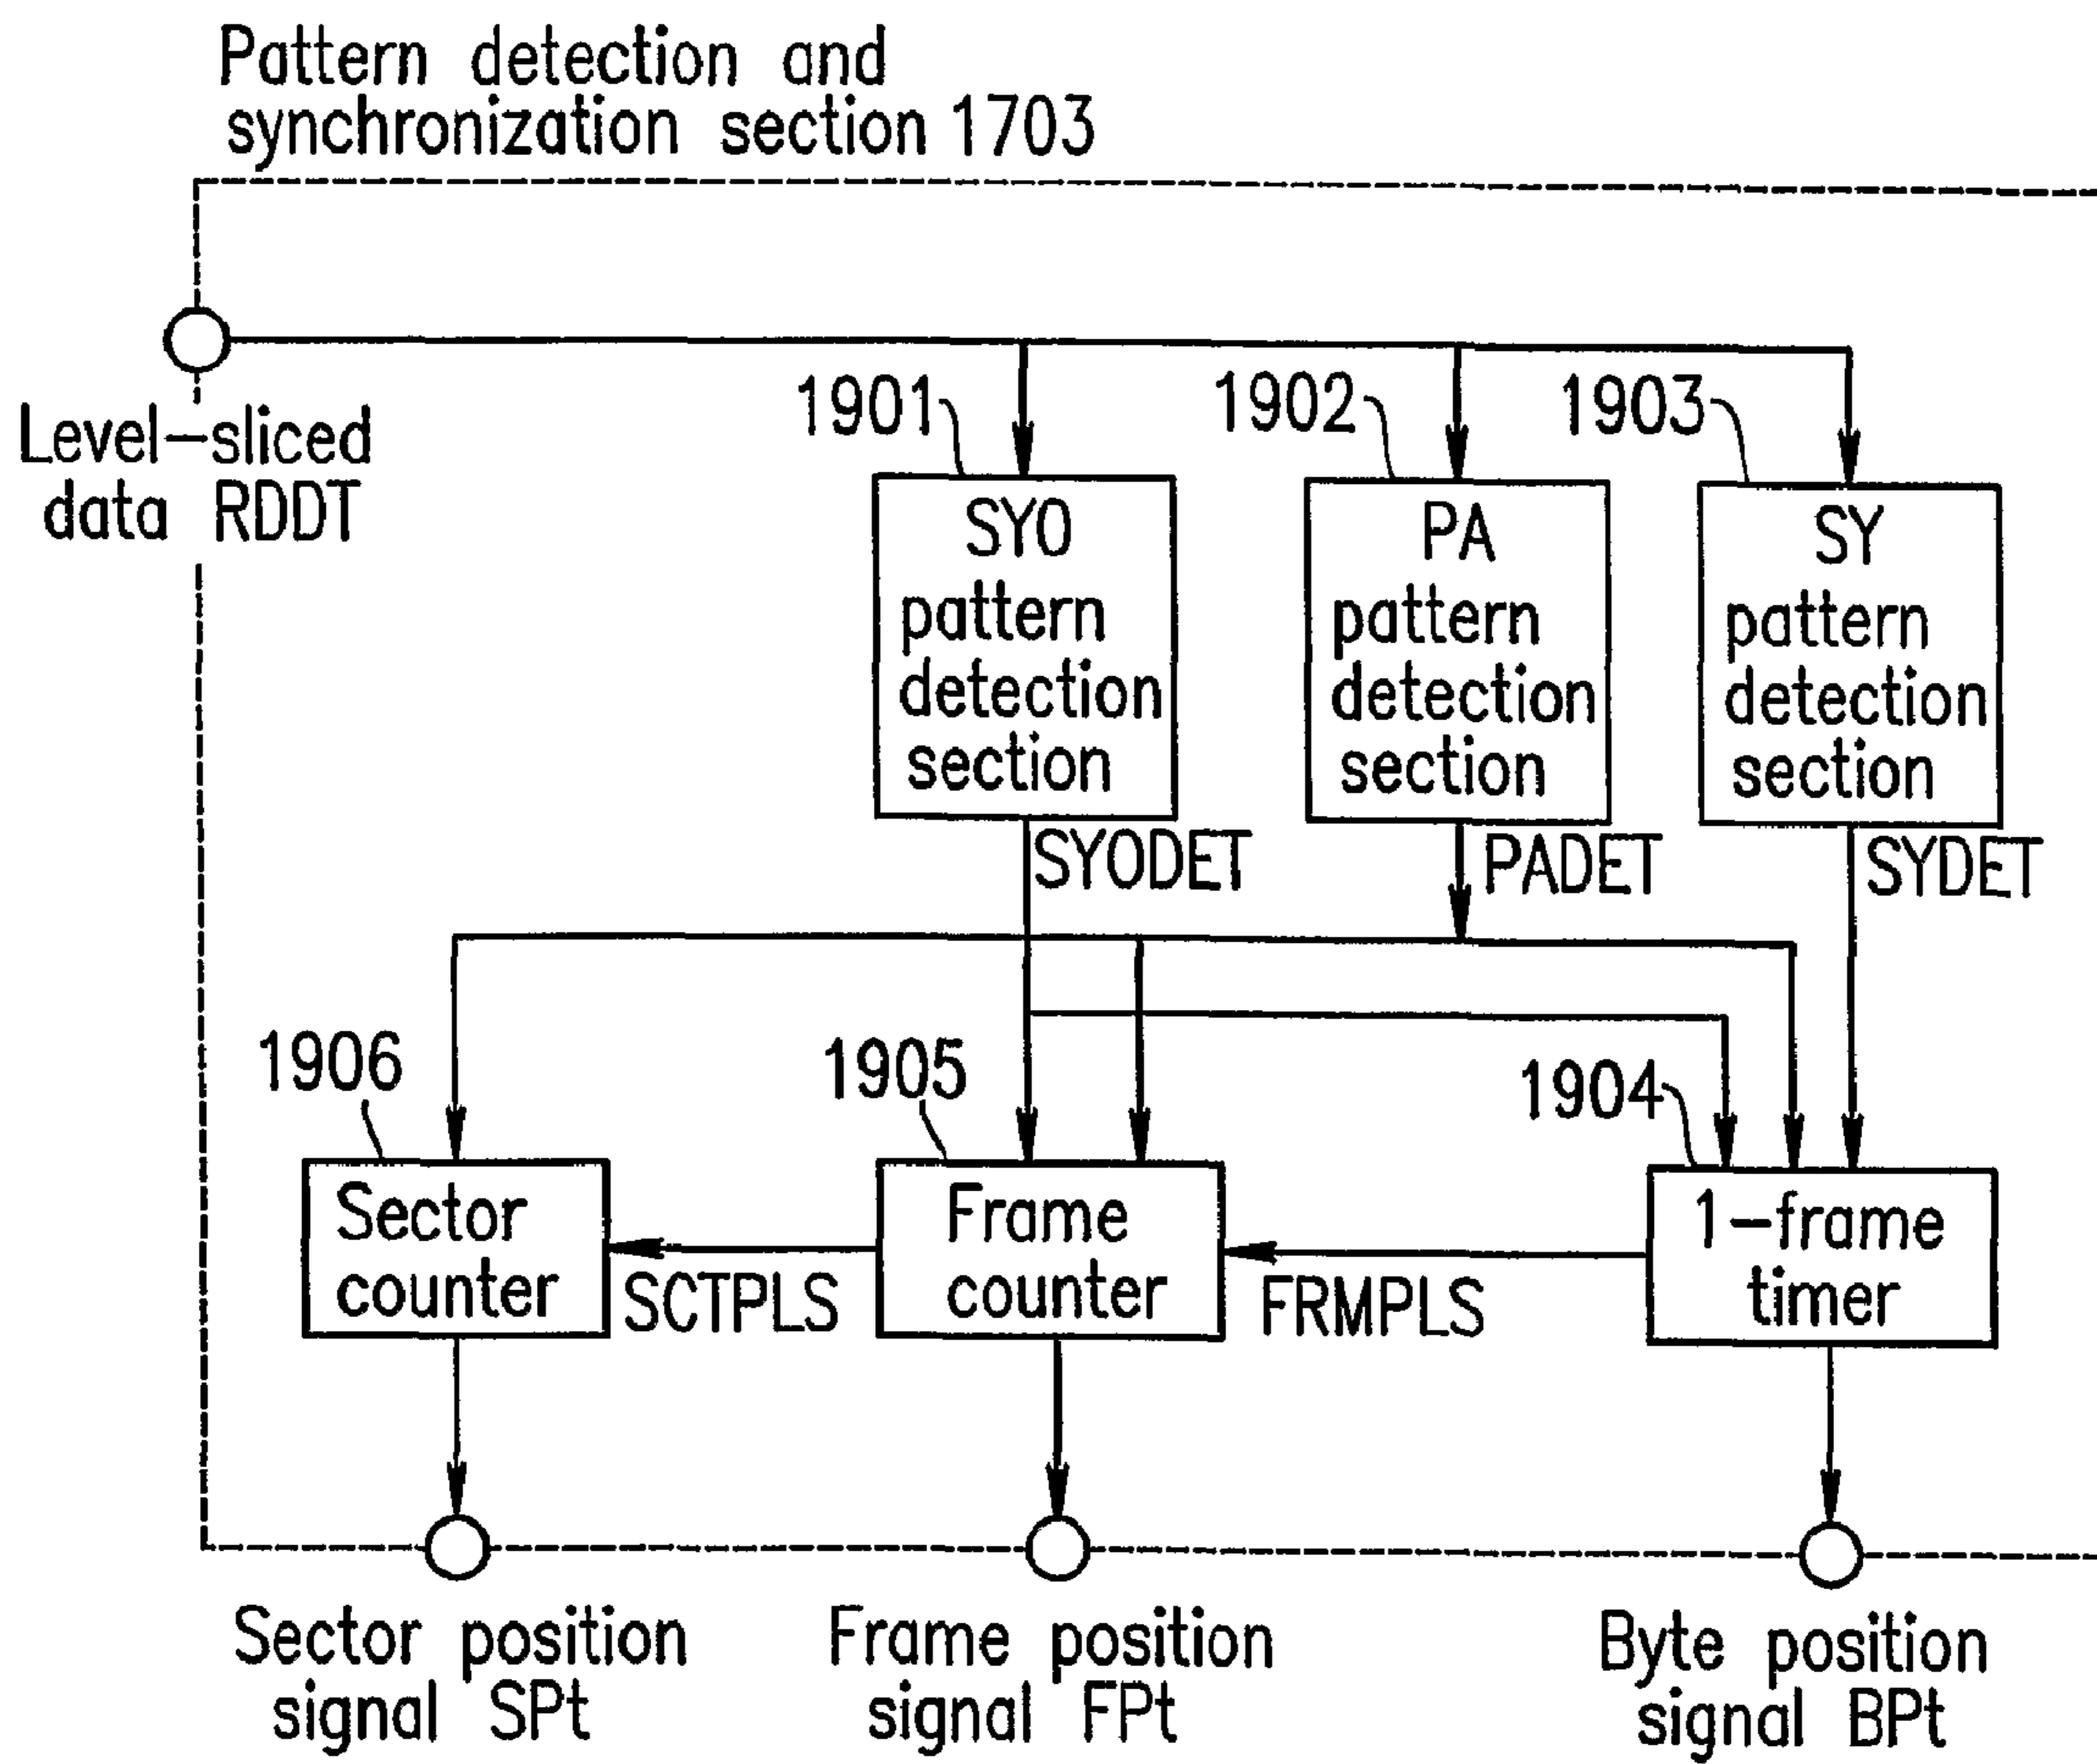 Pattern detection and
synchronization section 1703
Level-sliced
data RDDT
1901
1902
1903
SYO
pattern
detection
section
PA
pattern
detection
section
SY
pattern
detection
section
SYODET
PADET
SYDET
1906
1905
1904
Sector
counter
SCTPLS
Frame
counter
FRMPLS
1-frame
timer
Sector position
signal SPt
Frame position
signal FPt
Byte position
signal BPt